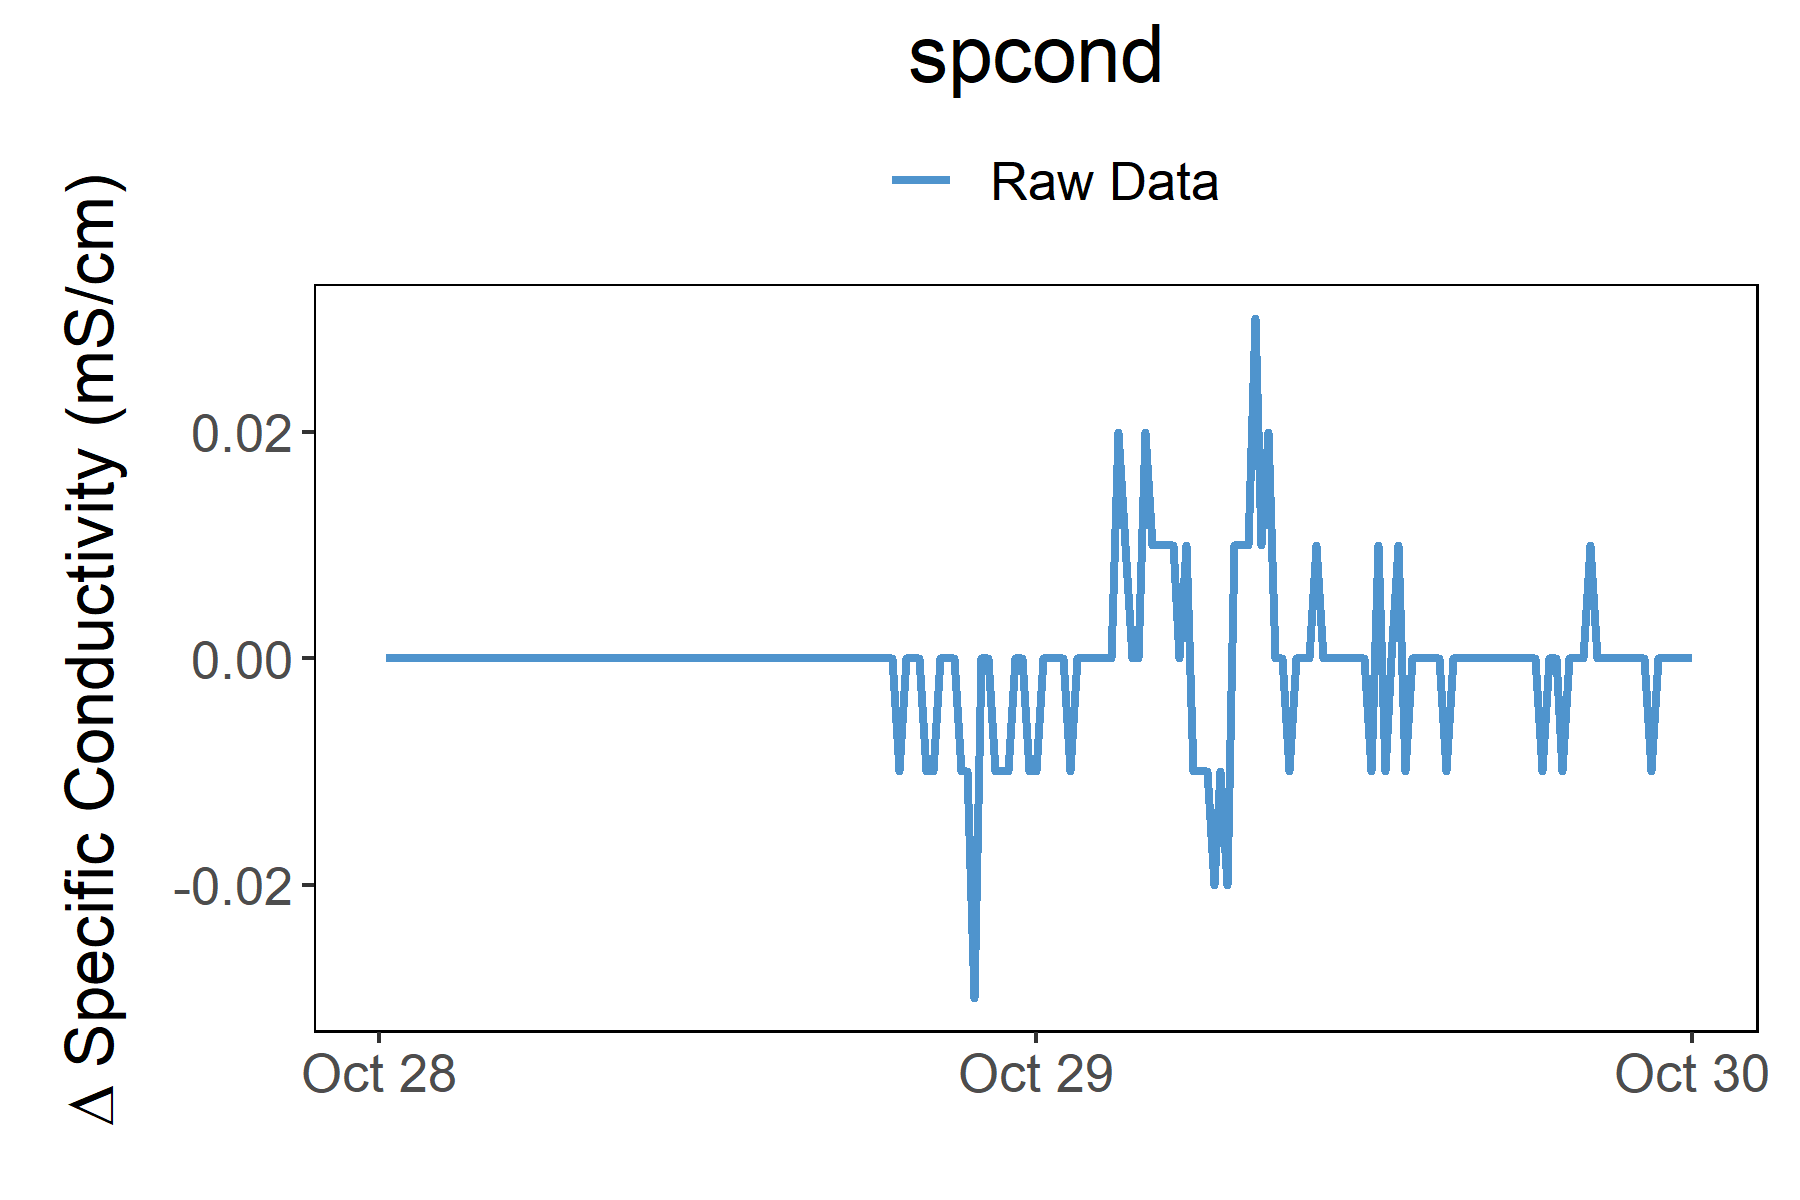 spcond
Raw Data
Δ Specific Conductivity (mS/cm)
0.02
0.00
-0.02
Oct 28
Oct 29
Oct 30